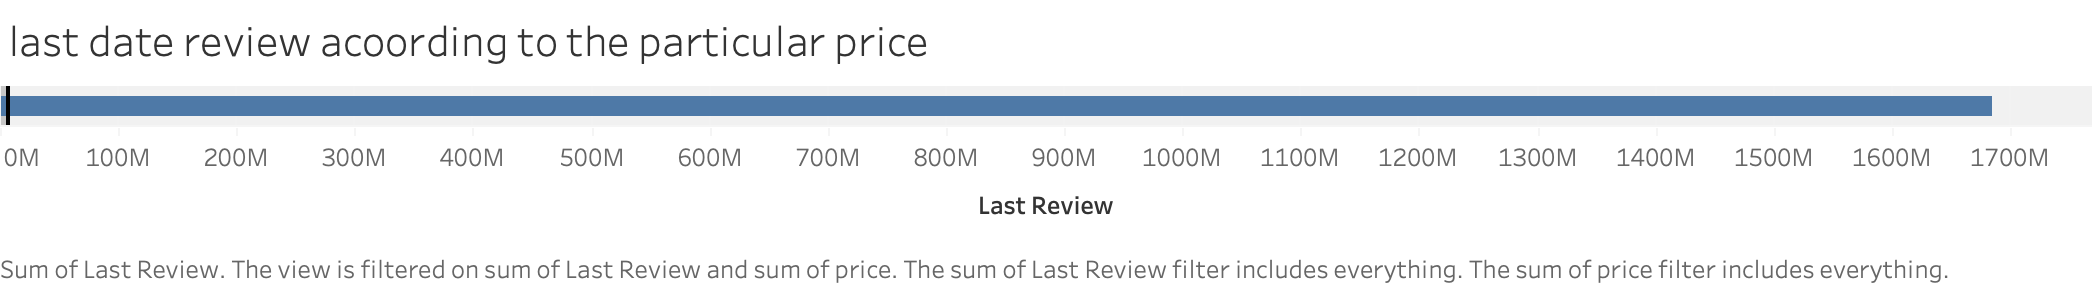 last date review acoording to the particular price
0M 100M 200M 300M 400M 500M 600M 700M 800M 900M 1000M 1100M 1200M 1300M 1400M 1500M 1600M 1700M
Last Review
Sum of Last Review. The view is filtered on sum of Last Review and sum of price. The sum of Last Review filter includes everything. The sum of price filter includes everything.